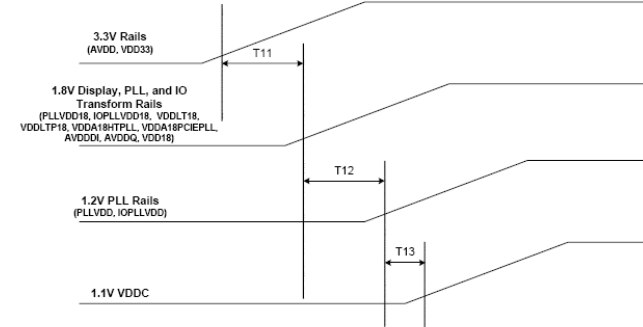 3.3V Rails
(AVDD, VDD33)
T11
1.8V Display, PLL, and IO
Transform Rails
(PLLVDD18, IOPLLVDD18, VDDLT18,
VDDLTP18, VDDA18HTPLL, VDDA18PCIEPLL,
AVDDDI, AVDDQ, VDD18)
T12
1.2V PLL Rails
(PLLVDD, IOPLLVDD)
T13
1.1V VDDC